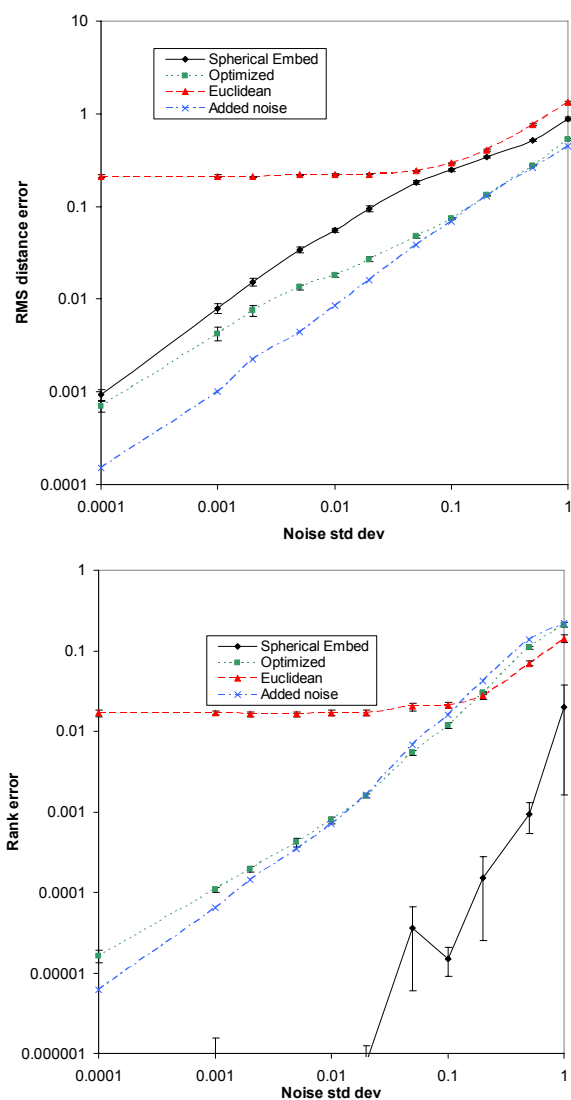 10
1
0.1
0.01
0.001
0.0001
RMS distance error
Spherical Embed
Optimized
Euclidean
Added noise
0.0001 0.001 0.01 0.1 1
Noise std dev
1
0.1
0.01
0.001
0.0001
0.00001
0.000001
Rank error
Spherical Embed
Optimized
Euclidean
Added noise
0.0001 0.001 0.01 0.1 1
Noise std dev